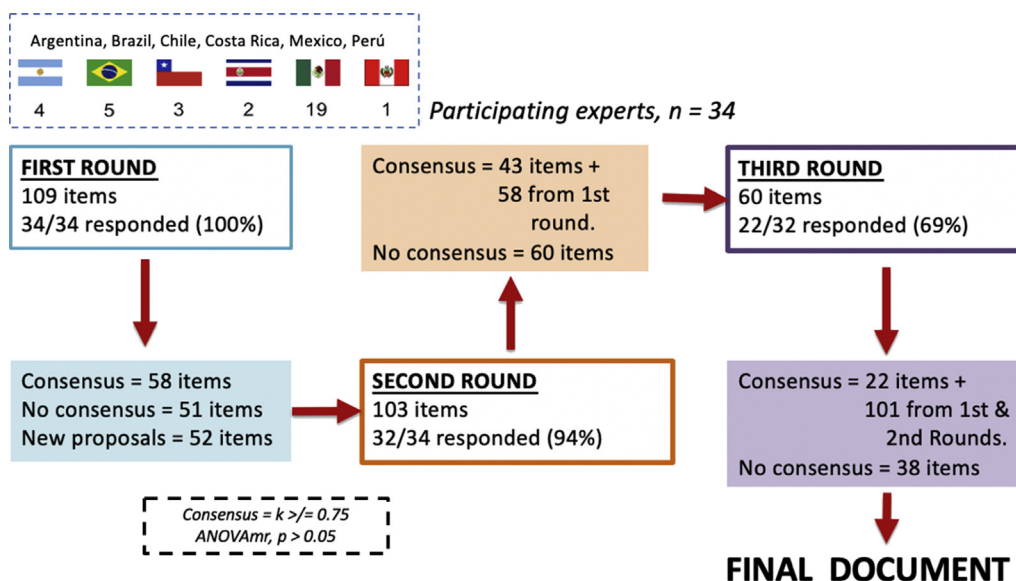 Argentina, Brazil, Chile, Costa Rica, Mexico, Perú
4 5 3 2 19 1
Participating experts, n = 34
FIRST ROUND
109 items
34/34 responded (100%)
Consensus = 58 items
No consensus = 51 items
New proposals = 52 items
SECOND ROUND
103 items
32/34 responded (94%)
Consensus = 43 items +
58 from 1st
round.
No consensus = 60 items
THIRD ROUND
60 items
22/32 responded (69%)
Consensus = 22 items +
101 from 1st &
2nd Rounds.
No consensus = 38 items
Consensus = k >/= 0.75
ANOVAmr, p > 0.05
FINAL DOCUMENT